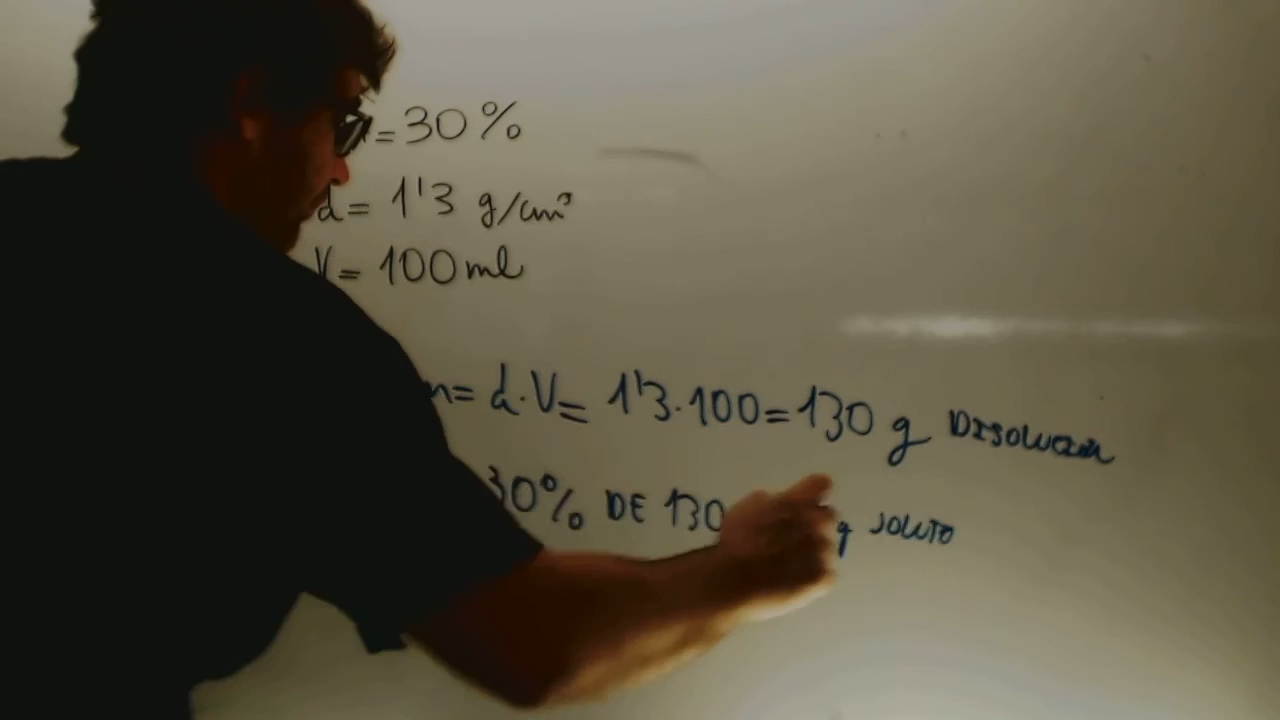 = 30 %
d = 1'3 g/cm³
V = 100 ml
m = d · V = 1'3 · 100 = 130 g DISOLUCIÓN
30% DE 130 g SOLUTO